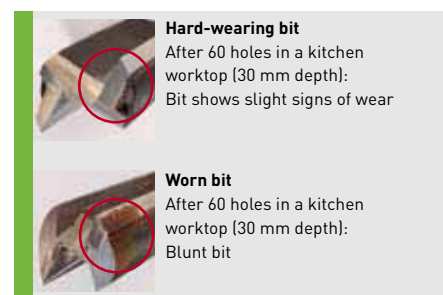 Hard-wearing bit
After 60 holes in a kitchen
worktop (30 mm depth):
Bit shows slight signs of wear
Worn bit
After 60 holes in a kitchen
worktop (30 mm depth):
Blunt bit